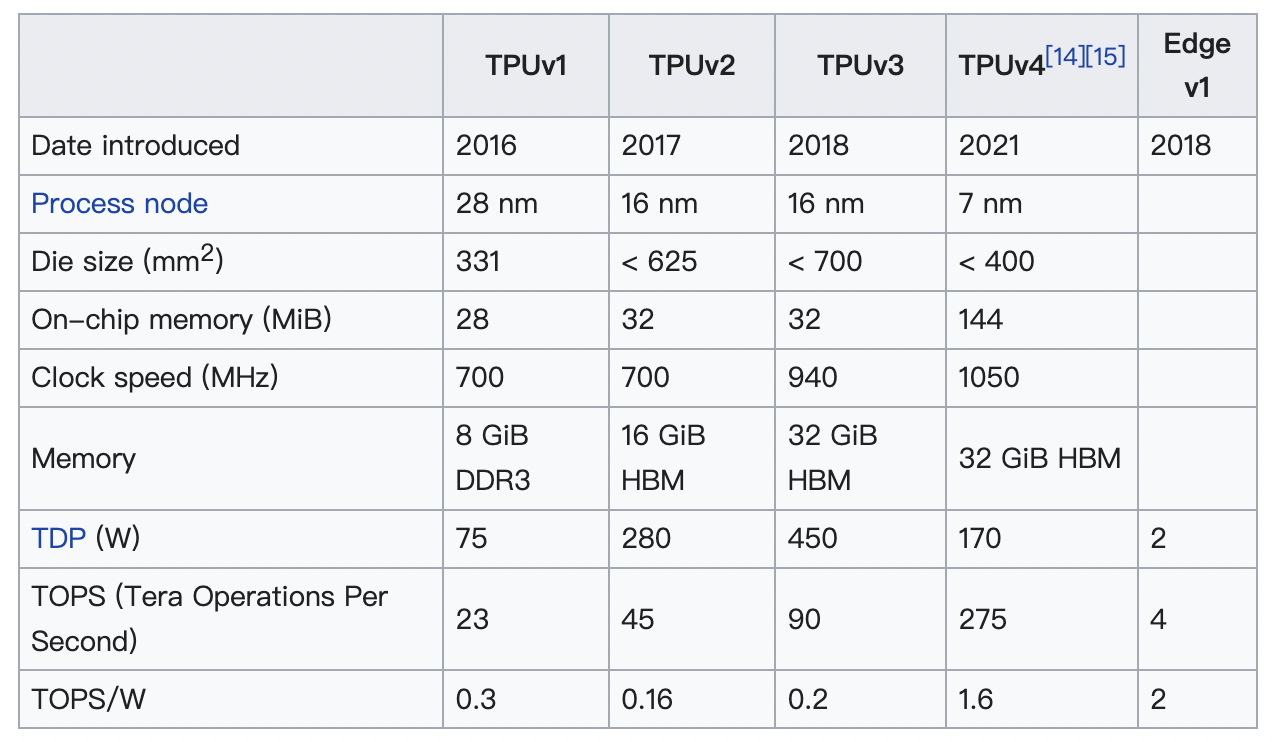 TPUv1 TPUv2 TPUv3 TPUv4[14][15] Edge
v1
Date introduced 2016 2017 2018 2021 2018
Process node 28 nm 16 nm 16 nm 7 nm
Die size (mm2) 331 < 625 < 700 < 400
On-chip memory (MiB) 28 32 32 144
Clock speed (MHz) 700 700 940 1050
Memory 8 GiB 16 GiB 32 GiB 32 GiB HBM
DDR3 HBM HBM
TDP (W) 75 280 450 170 2
TOPS (Tera Operations Per
Second) 23 45 90 275 4
TOPS/W 0.3 0.16 0.2 1.6 2